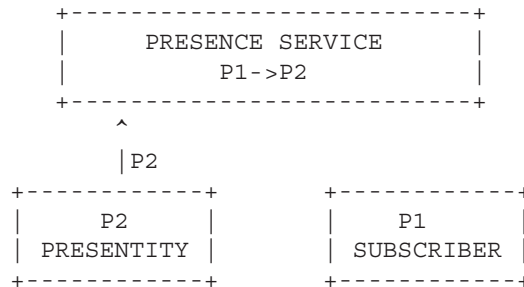 PRESENCE SERVICE
P1->P2
P2
P2 P1
PRESENTITY SUBSCRIBER